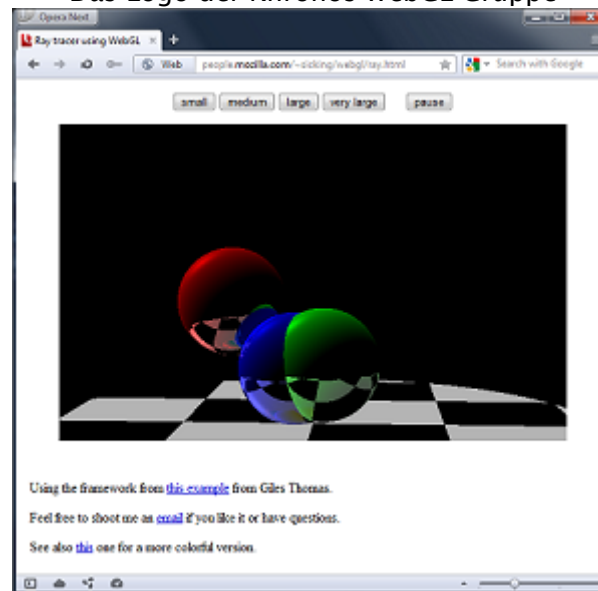 Das Logo der Khronos WebGL Gruppe
Opera Next
Ray tracer using WebGL
Web people.mozilla.com/~sicking/webgl/ray.html Search with Google
small medium large very large pause
Using the framework from this example from Giles Thomas.
Feel free to shoot me an email if you like it or have questions.
See also this one for a more colorful version.